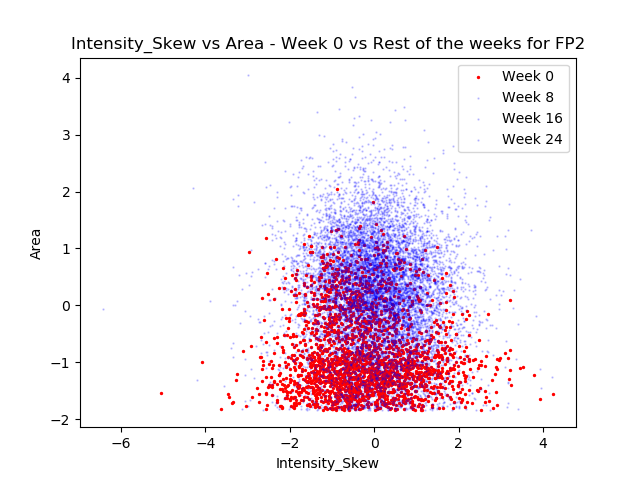 Intensity_Skew vs Area - Week 0 vs Rest of the weeks for FP2
Week 0
Week 8
Week 16
Week 24
Area
4
3
2
1
0
−1
−2
−6
−4
−2
0
2
4
Intensity_Skew